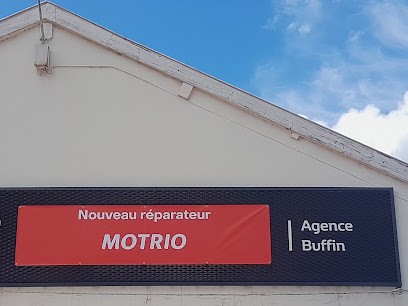 Nouveau réparateur
MOTRIO
Agence
Buffin